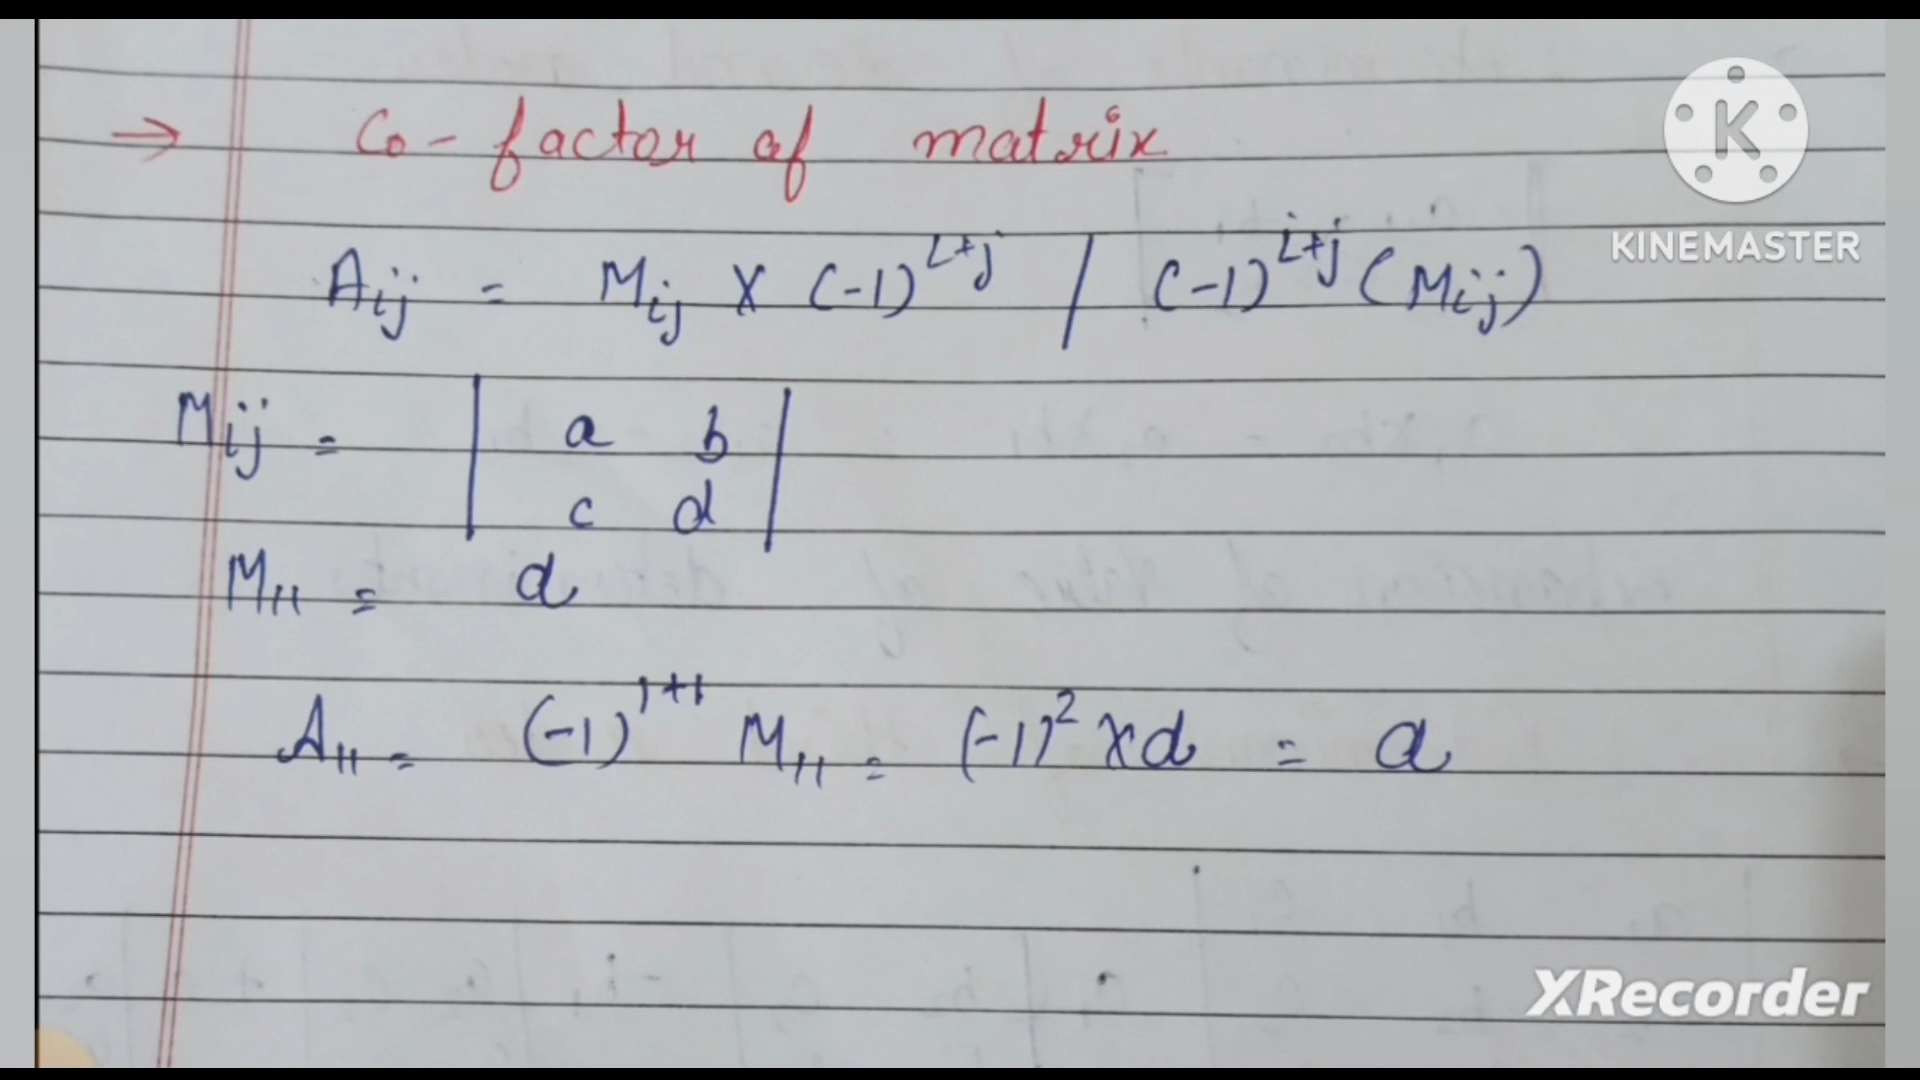 → Co-factor of matrix
KINEMASTER
Aij = Mij × (-1)^i+j / (-1)^i+j (Mij)
Mij = | a b |
| c d |
M11 = d
A11 = (-1)^1+1 M11 = (-1)^2 × d = d
XRecorder